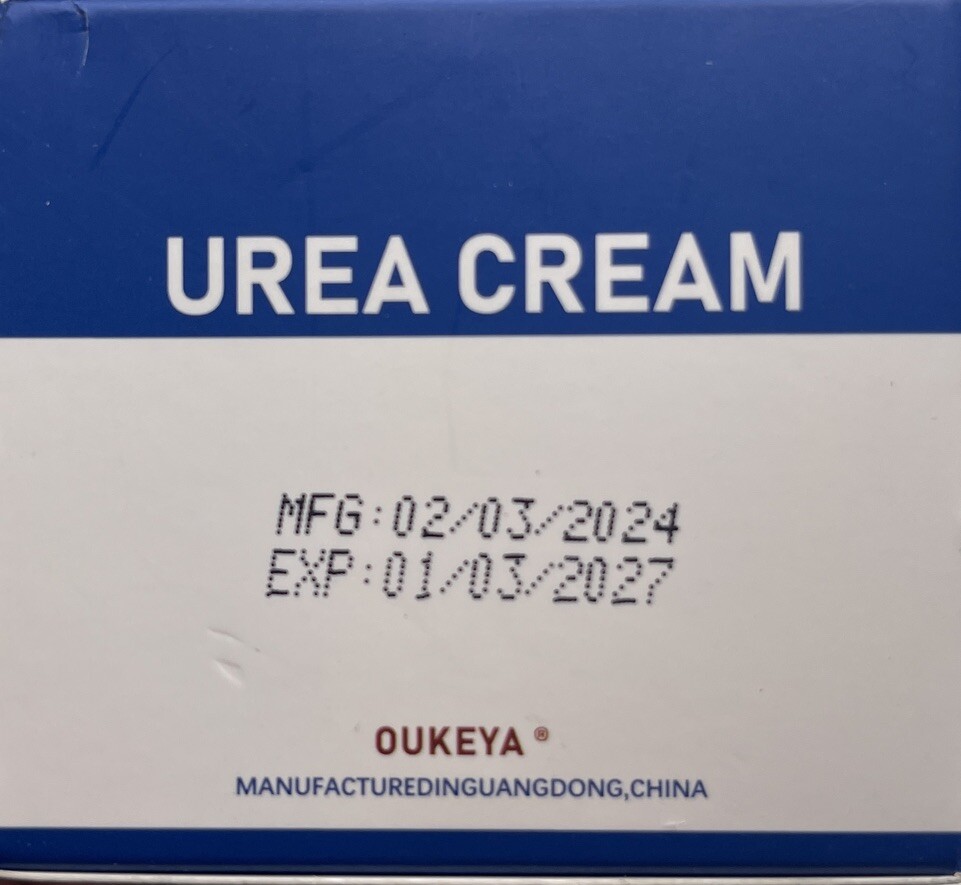 UREA CREAM
MFG:02/03/2024
EXP:01/03/2027
OUKEYA ®
MANUFACTUREDINGUANGDONG,CHINA